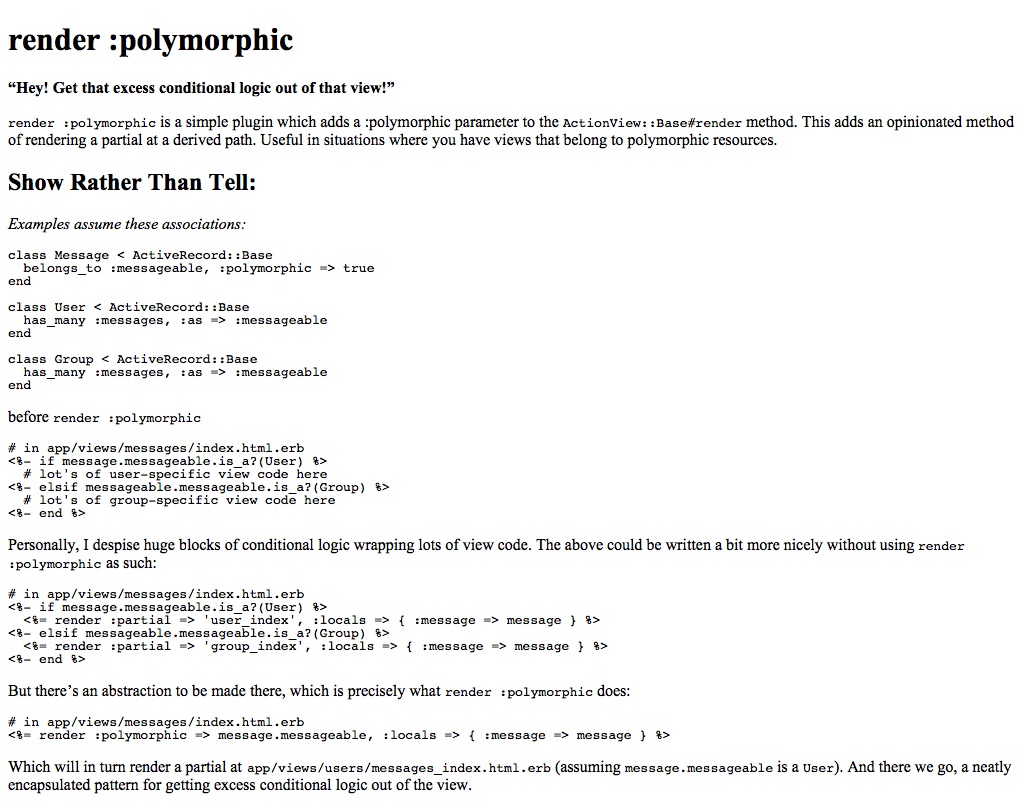 render :polymorphic
“Hey! Get that excess conditional logic out of that view!”
render :polymorphic is a simple plugin which adds a :polymorphic parameter to the ActionView::Base#render method. This adds an opinionated method
of rendering a partial at a derived path. Useful in situations where you have views that belong to polymorphic resources.
Show Rather Than Tell:
Examples assume these associations:
class Message < ActiveRecord::Base
  belongs_to :messageable, :polymorphic => true
end
class User < ActiveRecord::Base
  has_many :messages, :as => :messageable
end
class Group < ActiveRecord::Base
  has_many :messages, :as => :messageable
end
before render :polymorphic
# in app/views/messages/index.html.erb
<%- if message.messageable.is_a?(User) %>
  # lot's of user-specific view code here
<%- elsif messageable.messageable.is_a?(Group) %>
  # lot's of group-specific view code here
<%- end %>
Personally, I despise huge blocks of conditional logic wrapping lots of view code. The above could be written a bit more nicely without using render
:polymorphic as such:
# in app/views/messages/index.html.erb
<%- if message.messageable.is_a?(User) %>
  <%= render :partial => 'user_index', :locals => { :message => message } %>
<%- elsif messageable.messageable.is_a?(Group) %>
  <%= render :partial => 'group_index', :locals => { :message => message } %>
<%- end %>
But there’s an abstraction to be made there, which is precisely what render :polymorphic does:
# in app/views/messages/index.html.erb
<%= render :polymorphic => message.messageable, :locals => { :message => message } %>
Which will in turn render a partial at app/views/users/messages_index.html.erb (assuming message.messageable is a User). And there we go, a neatly
encapsulated pattern for getting excess conditional logic out of the view.